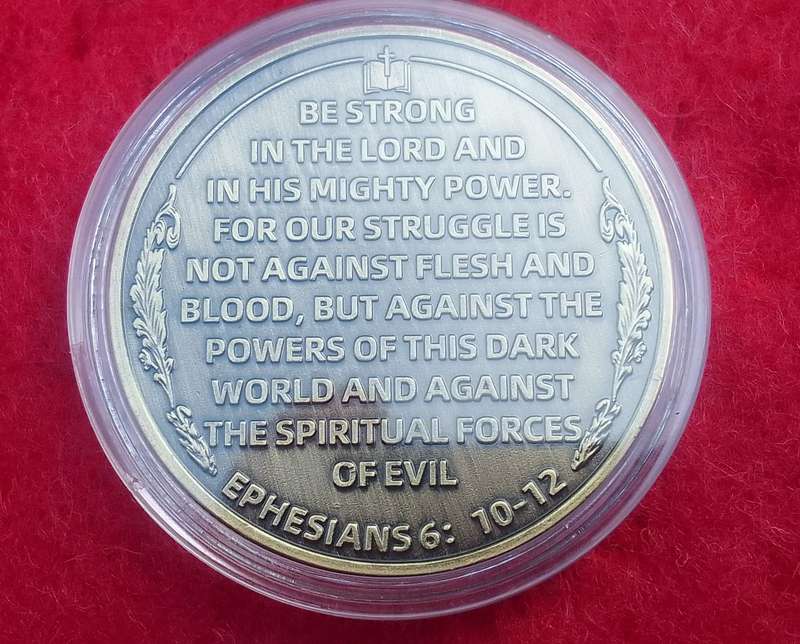 BE STRONG
IN THE LORD AND
IN HIS MIGHTY POWER.
FOR OUR STRUGGLE IS
NOT AGAINST FLESH AND
BLOOD, BUT AGAINST THE
POWERS OF THIS DARK
WORLD AND AGAINST
THE SPIRITUAL FORCES
OF EVIL
EPHESIANS 6: 10-12